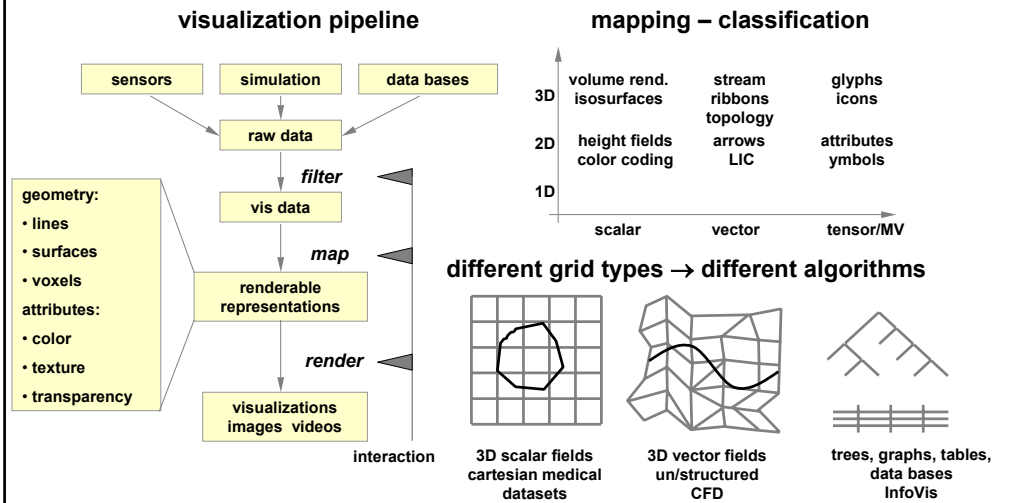 visualization pipeline
sensors
simulation
data bases
raw data
filter
vis data
map
renderable
representations
render
visualizations
images videos
interaction
geometry:
• lines
• surfaces
• voxels
attributes:
• color
• texture
• transparency
mapping – classification
3D
volume rend.
isosurfaces
stream
ribbons
topology
glyphs
icons
2D
height fields
color coding
arrows
LIC
attributes
ymbols
1D
scalar
vector
tensor/MV
different grid types → different algorithms
3D scalar fields
cartesian medical
datasets
3D vector fields
un/structured
CFD
trees, graphs, tables,
data bases
InfoVis